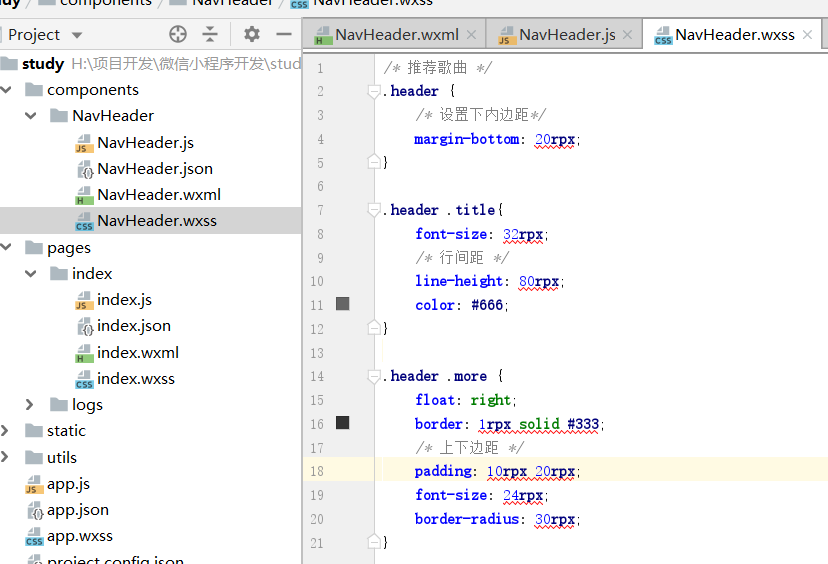 components
NavHeader
NavHeader.wxss
Project
NavHeader.wxml
NavHeader.js
NavHeader.wxss
study H:\项目开发\微信小程序开发\stud
components
NavHeader
NavHeader.js
NavHeader.json
NavHeader.wxml
NavHeader.wxss
pages
index
index.js
index.json
index.wxml
index.wxss
logs
static
utils
app.js
app.json
app.wxss
project.config.json
1 /* 推荐歌曲 */
2 .header {
3 /* 设置下内边距*/
4 margin-bottom: 20rpx;
5 }
6
7 .header .title{
8 font-size: 32rpx;
9 /* 行间距 */
10 line-height: 80rpx;
11 color: #666;
12 }
13
14 .header .more {
15 float: right;
16 border: 1rpx solid #333;
17 /* 上下边距 */
18 padding: 10rpx 20rpx;
19 font-size: 24rpx;
20 border-radius: 30rpx;
21 }